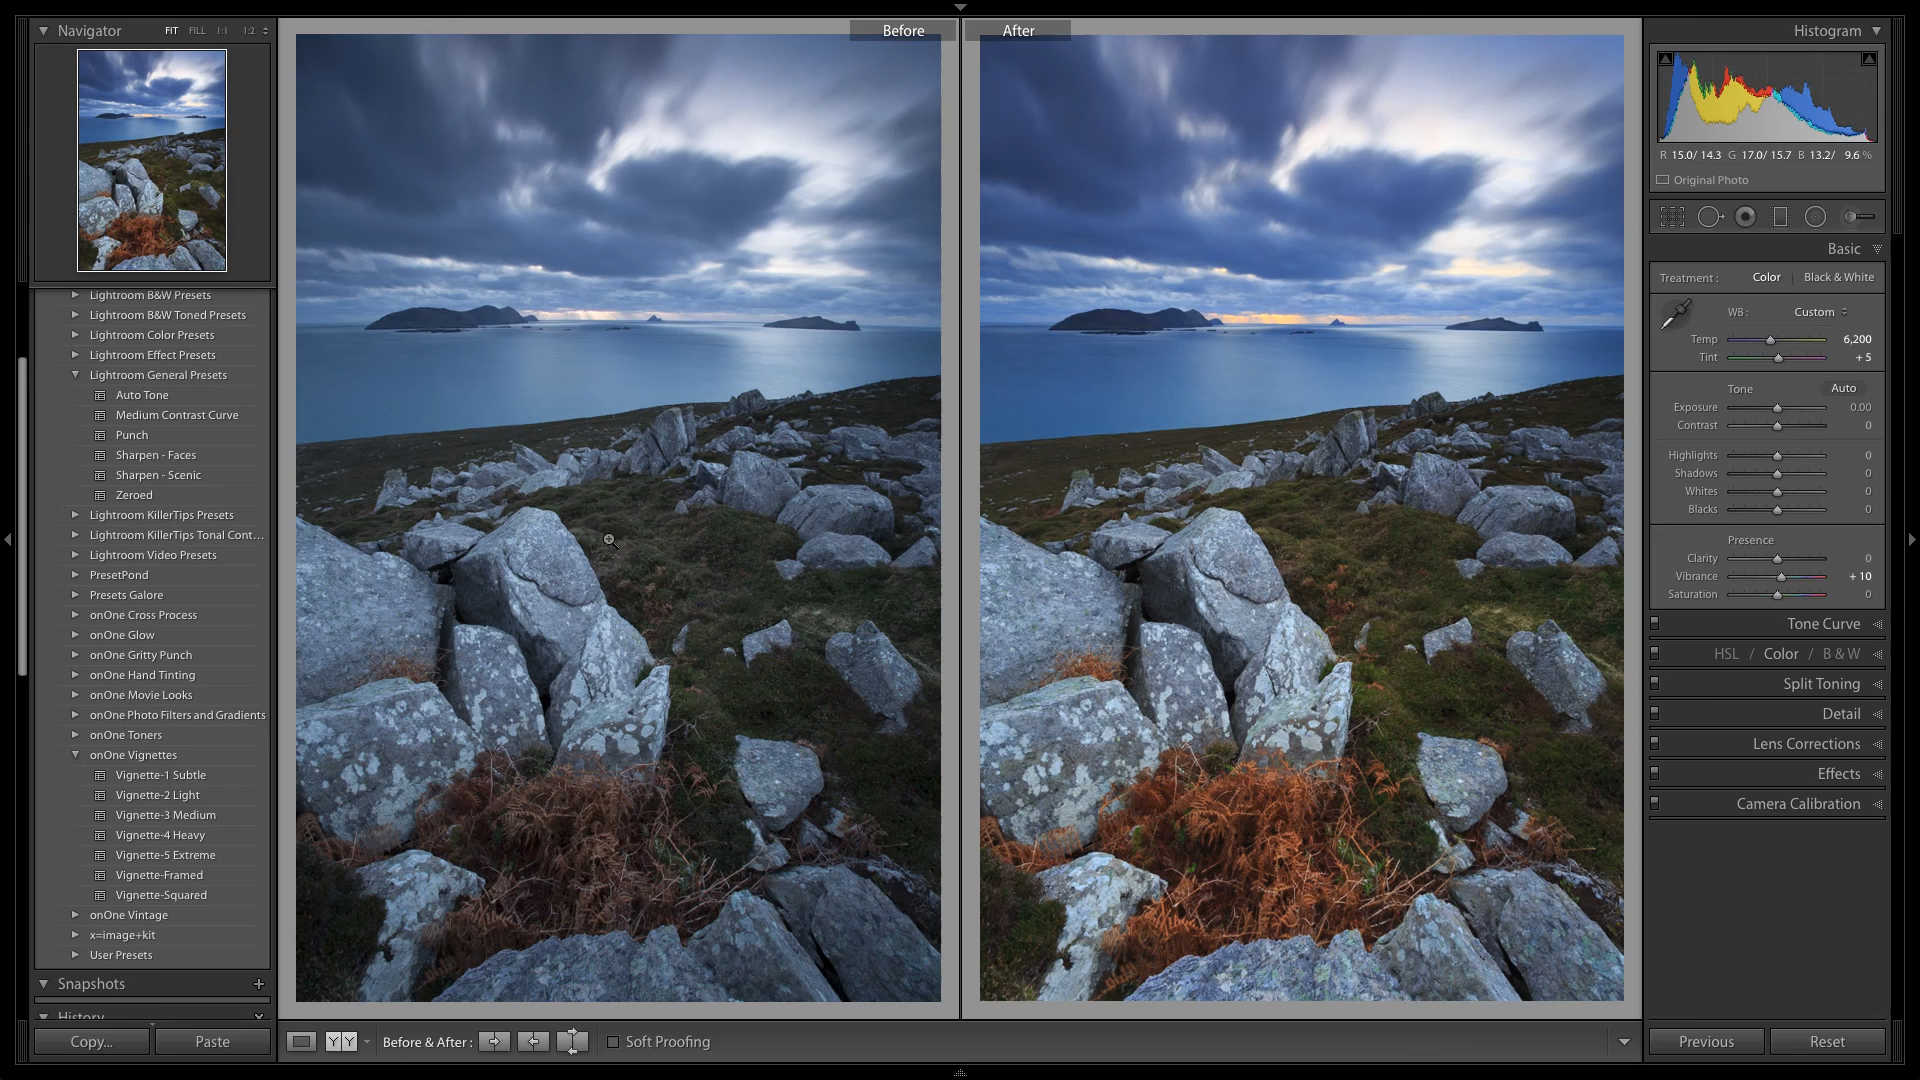 Navigator FIT FILL 1:1 1:2
Lightroom B&W Presets
Lightroom B&W Toned Presets
Lightroom Color Presets
Lightroom Effect Presets
Lightroom General Presets
Auto Tone
Medium Contrast Curve
Punch
Sharpen - Faces
Sharpen - Scenic
Zeroed
Lightroom KillerTips Presets
Lightroom KillerTips Tonal Cont...
Lightroom Video Presets
PresetPond
Presets Galore
onOne Cross Process
onOne Glow
onOne Gritty Punch
onOne Hand Tinting
onOne Movie Looks
onOne Photo Filters and Gradients
onOne Toners
onOne Vignettes
Vignette-1 Subtle
Vignette-2 Light
Vignette-3 Medium
Vignette-4 Heavy
Vignette-5 Extreme
Vignette-Framed
Vignette-Squared
onOne Vintage
x=image+kit
User Presets
Snapshots +
History
Copy... Paste
Before After
YY Before & After : Soft Proofing
Histogram
R 15.0/ 14.3 G 17.0/ 15.7 B 13.2/ 9.6 %
Original Photo
Basic
Treatment : Color Black & White
WB : Custom
Temp 6,200
Tint + 5
Tone Auto
Exposure 0.00
Contrast 0
Highlights 0
Shadows 0
Whites 0
Blacks 0
Presence
Clarity 0
Vibrance + 10
Saturation 0
Tone Curve
HSL / Color / B & W
Split Toning
Detail
Lens Corrections
Effects
Camera Calibration
Previous Reset